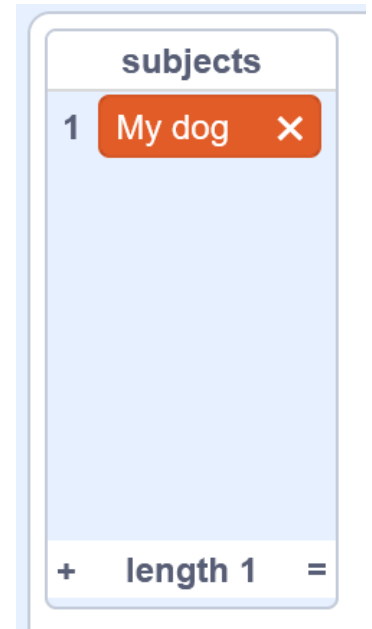 subjects
1 My dog ×
+ length 1 =